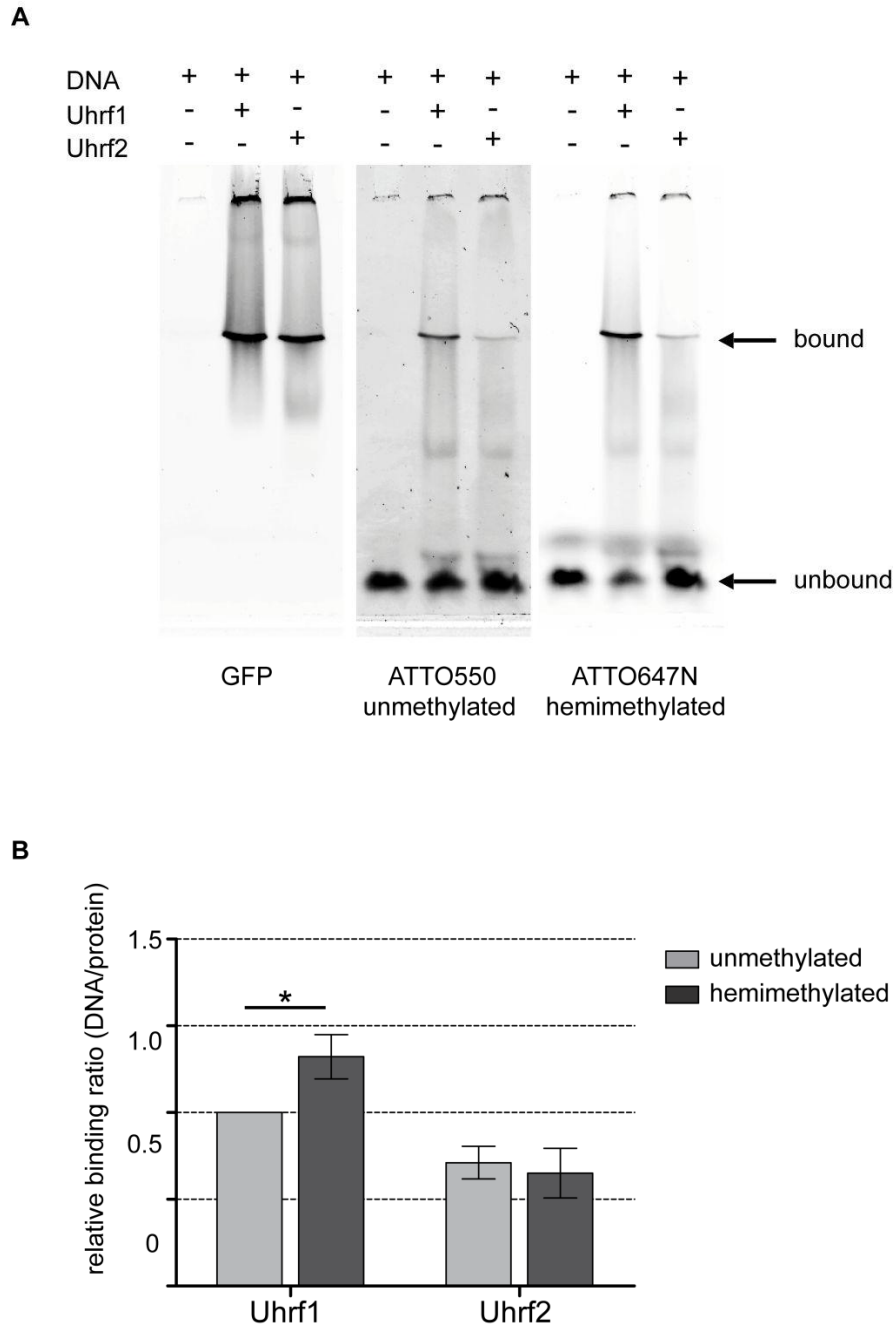 A
DNA + + + + + + + + +
Uhrf1 - + - - + - - + -
Uhrf2 - - + - - + - - +
bound
unbound
GFP ATTO550 ATTO647N
unmethylated hemimethylated
B
relative binding ratio (DNA/protein)
1.5
1.0
0.5
0
*
unmethylated
hemimethylated
Uhrf1 Uhrf2